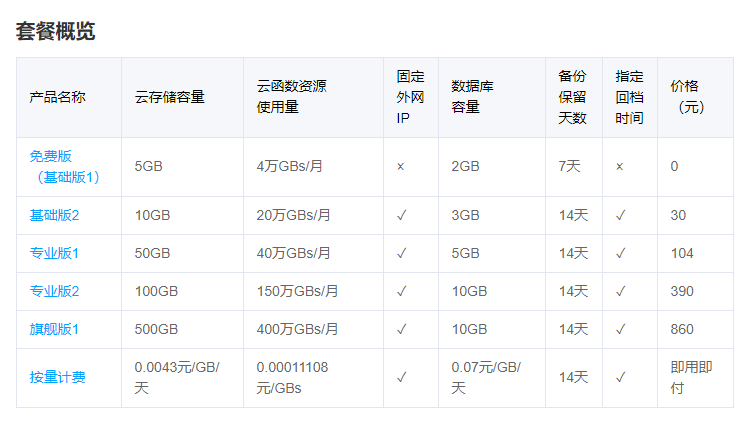 套餐概览
产品名称 云存储容量 云函数资源使用量 固定外网IP 数据库容量 备份保留天数 指定回档时间 价格（元）
免费版（基础版1） 5GB 4万GBs/月 × 2GB 7天 × 0
基础版2 10GB 20万GBs/月 ✓ 3GB 14天 ✓ 30
专业版1 50GB 40万GBs/月 ✓ 5GB 14天 ✓ 104
专业版2 100GB 150万GBs/月 ✓ 10GB 14天 ✓ 390
旗舰版1 500GB 400万GBs/月 ✓ 10GB 14天 ✓ 860
按量计费 0.0043元/GB/天 0.00011108元/GBs ✓ 0.07元/GB/天 14天 ✓ 即用即付